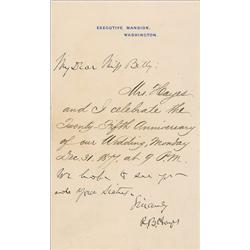 EXECUTIVE MANSION,
WASHINGTON.
My Dear Miss
Mrs. Hayes
and I celebrate the
Twenty-Fifth Anniversary
of our Wedding, Monday
Dec. 31. 1877, at 9 P.M.
We hope to see you
and your Sister.
Sincerely
R.B. Hayes